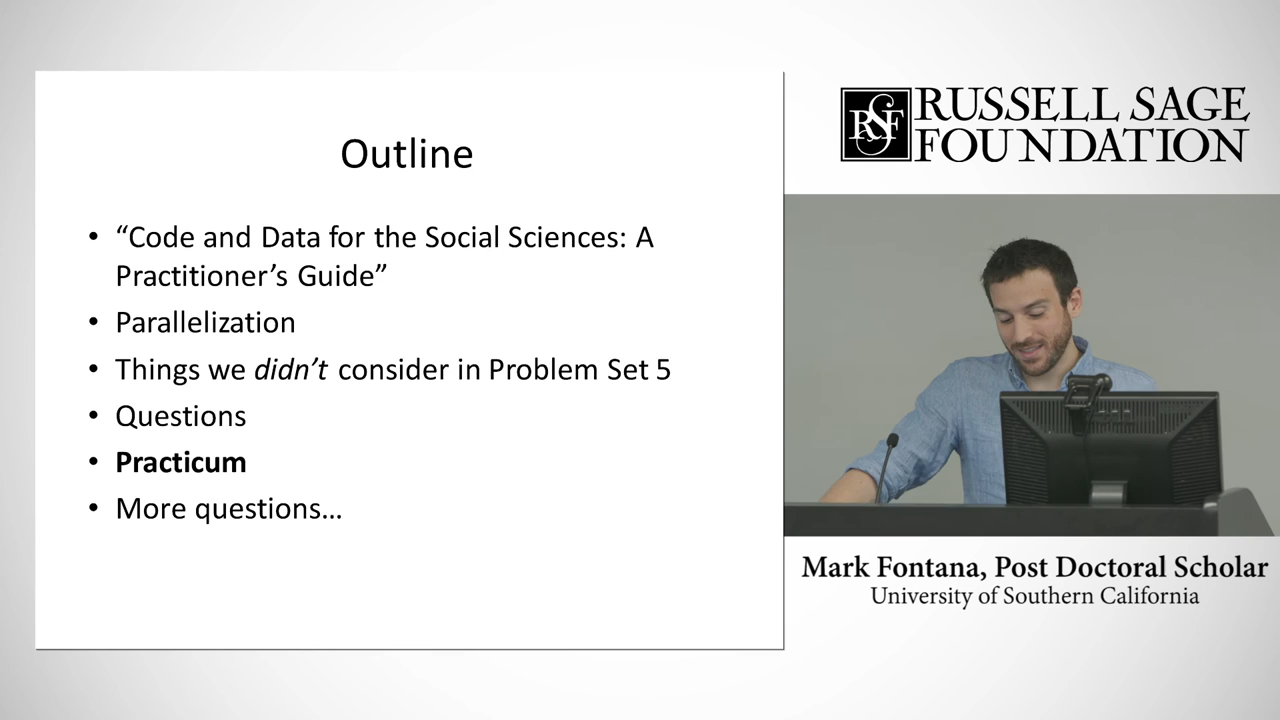 Outline
• “Code and Data for the Social Sciences: A
Practitioner’s Guide”
• Parallelization
• Things we didn’t consider in Problem Set 5
• Questions
• Practicum
• More questions…
RSF
RUSSELL SAGE
FOUNDATION
Mark Fontana, Post Doctoral Scholar
University of Southern California